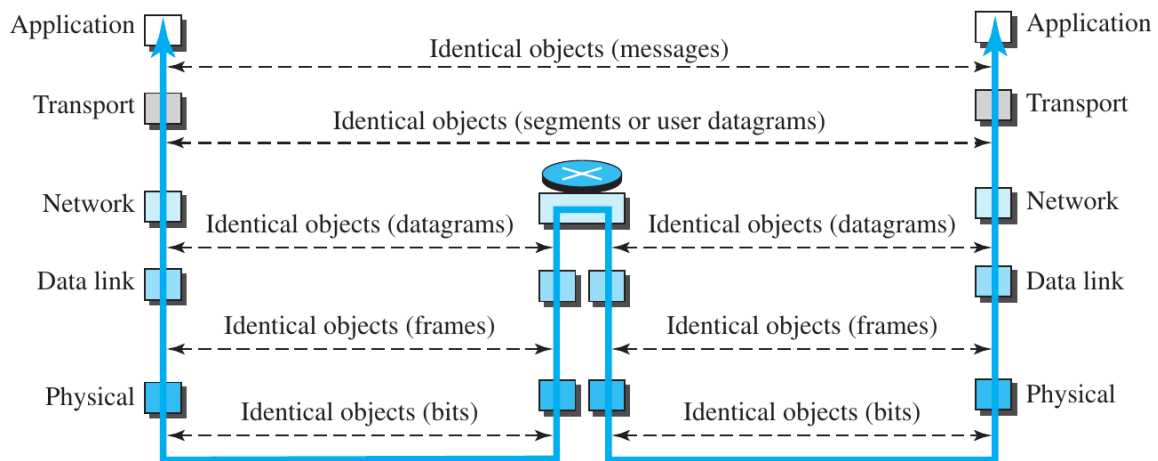 Application
Application
Identical objects (messages)
Transport
Transport
Identical objects (segments or user datagrams)
Network
Network
Identical objects (datagrams)
Identical objects (datagrams)
Data link
Data link
Identical objects (frames)
Identical objects (frames)
Physical
Physical
Identical objects (bits)
Identical objects (bits)